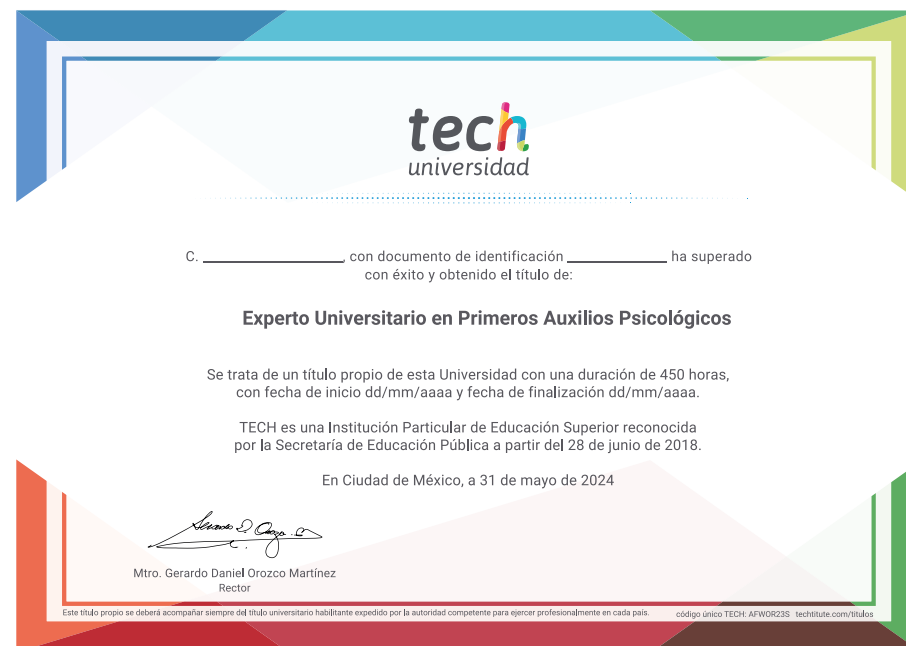 tech
universidad
C. ____________, con documento de identificación ____________ ha superado
con éxito y obtenido el título de:
Experto Universitario en Primeros Auxilios Psicológicos
Se trata de un título propio de esta Universidad con una duración de 450 horas,
con fecha de inicio dd/mm/aaaa y fecha de finalización dd/mm/aaaa.
TECH es una Institución Particular de Educación Superior reconocida
por la Secretaría de Educación Pública a partir del 28 de junio de 2018.
En Ciudad de México, a 31 de mayo de 2024
Mtro. Gerardo Daniel Orozco Martínez
Rector
Este título propio se deberá acompañar siempre del título universitario habilitante expedido por la autoridad competente para ejercer profesionalmente en cada país. código único TECH: AFWOR23S techtitute.com/titulos